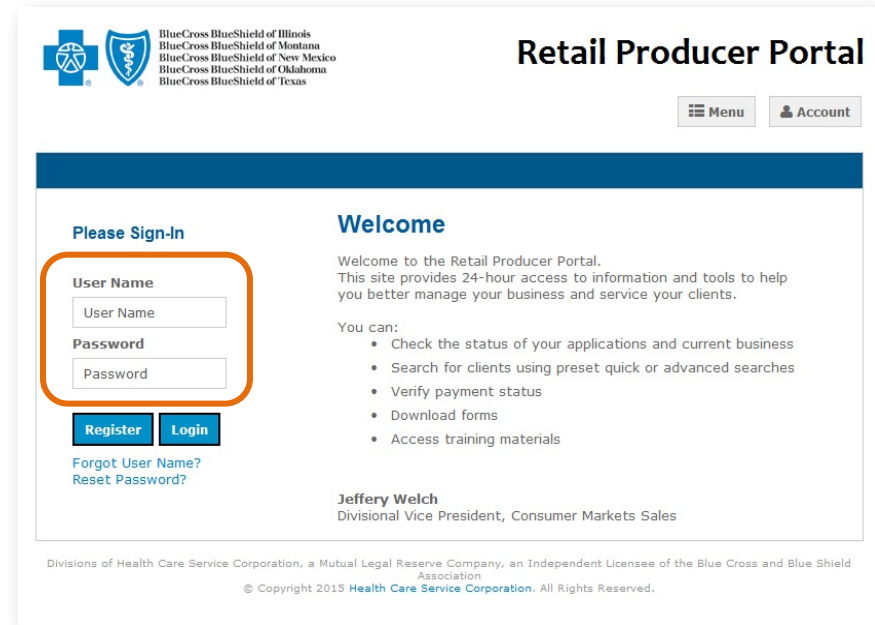 BlueCross BlueShield of Illinois
BlueCross BlueShield of Montana
BlueCross BlueShield of New Mexico
BlueCross BlueShield of Oklahoma
BlueCross BlueShield of Texas
Retail Producer Portal
Menu
Account
Please Sign-In
User Name
User Name
Password
Password
Register
Login
Forgot User Name?
Reset Password?
Welcome
Welcome to the Retail Producer Portal.
This site provides 24-hour access to information and tools to help
you better manage your business and service your clients.
You can:
• Check the status of your applications and current business
• Search for clients using preset quick or advanced searches
• Verify payment status
• Download forms
• Access training materials
Jeffery Welch
Divisional Vice President, Consumer Markets Sales
Divisions of Health Care Service Corporation, a Mutual Legal Reserve Company, an Independent Licensee of the Blue Cross and Blue Shield
Association
© Copyright 2015 Health Care Service Corporation. All Rights Reserved.